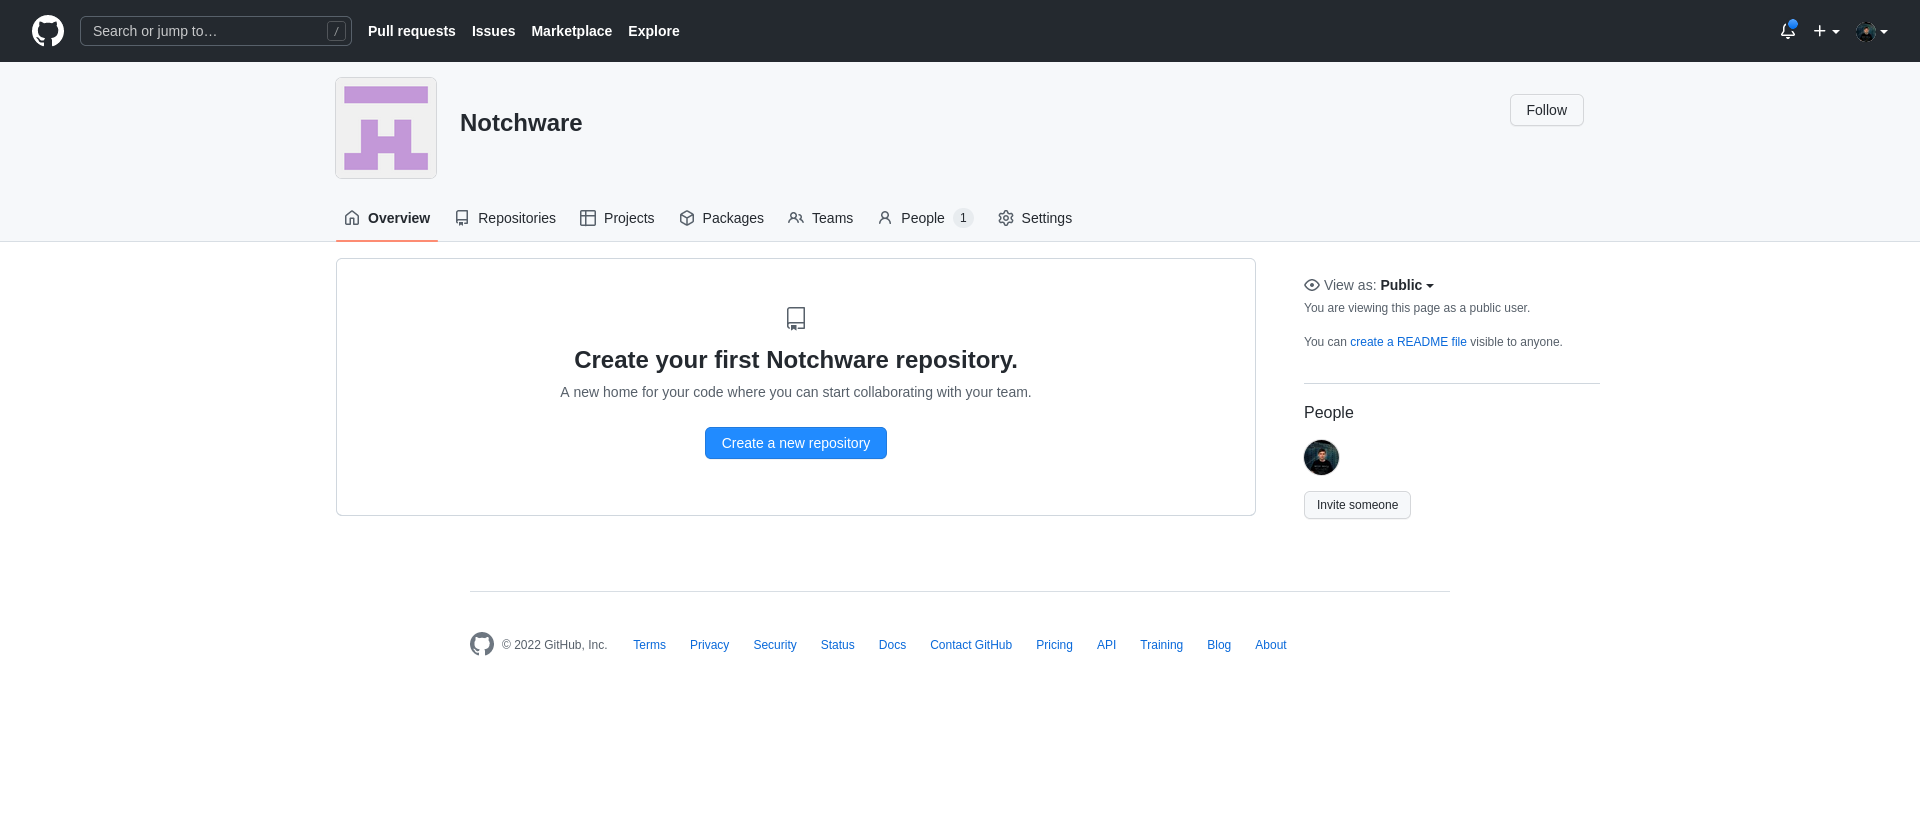 Search or jump to… /
Pull requests Issues Marketplace Explore
Notchware
Follow
Overview Repositories Projects Packages Teams People 1 Settings
Create your first Notchware repository.
A new home for your code where you can start collaborating with your team.
Create a new repository
View as: Public
You are viewing this page as a public user.
You can create a README file visible to anyone.
People
Invite someone
© 2022 GitHub, Inc. Terms Privacy Security Status Docs Contact GitHub Pricing API Training Blog About